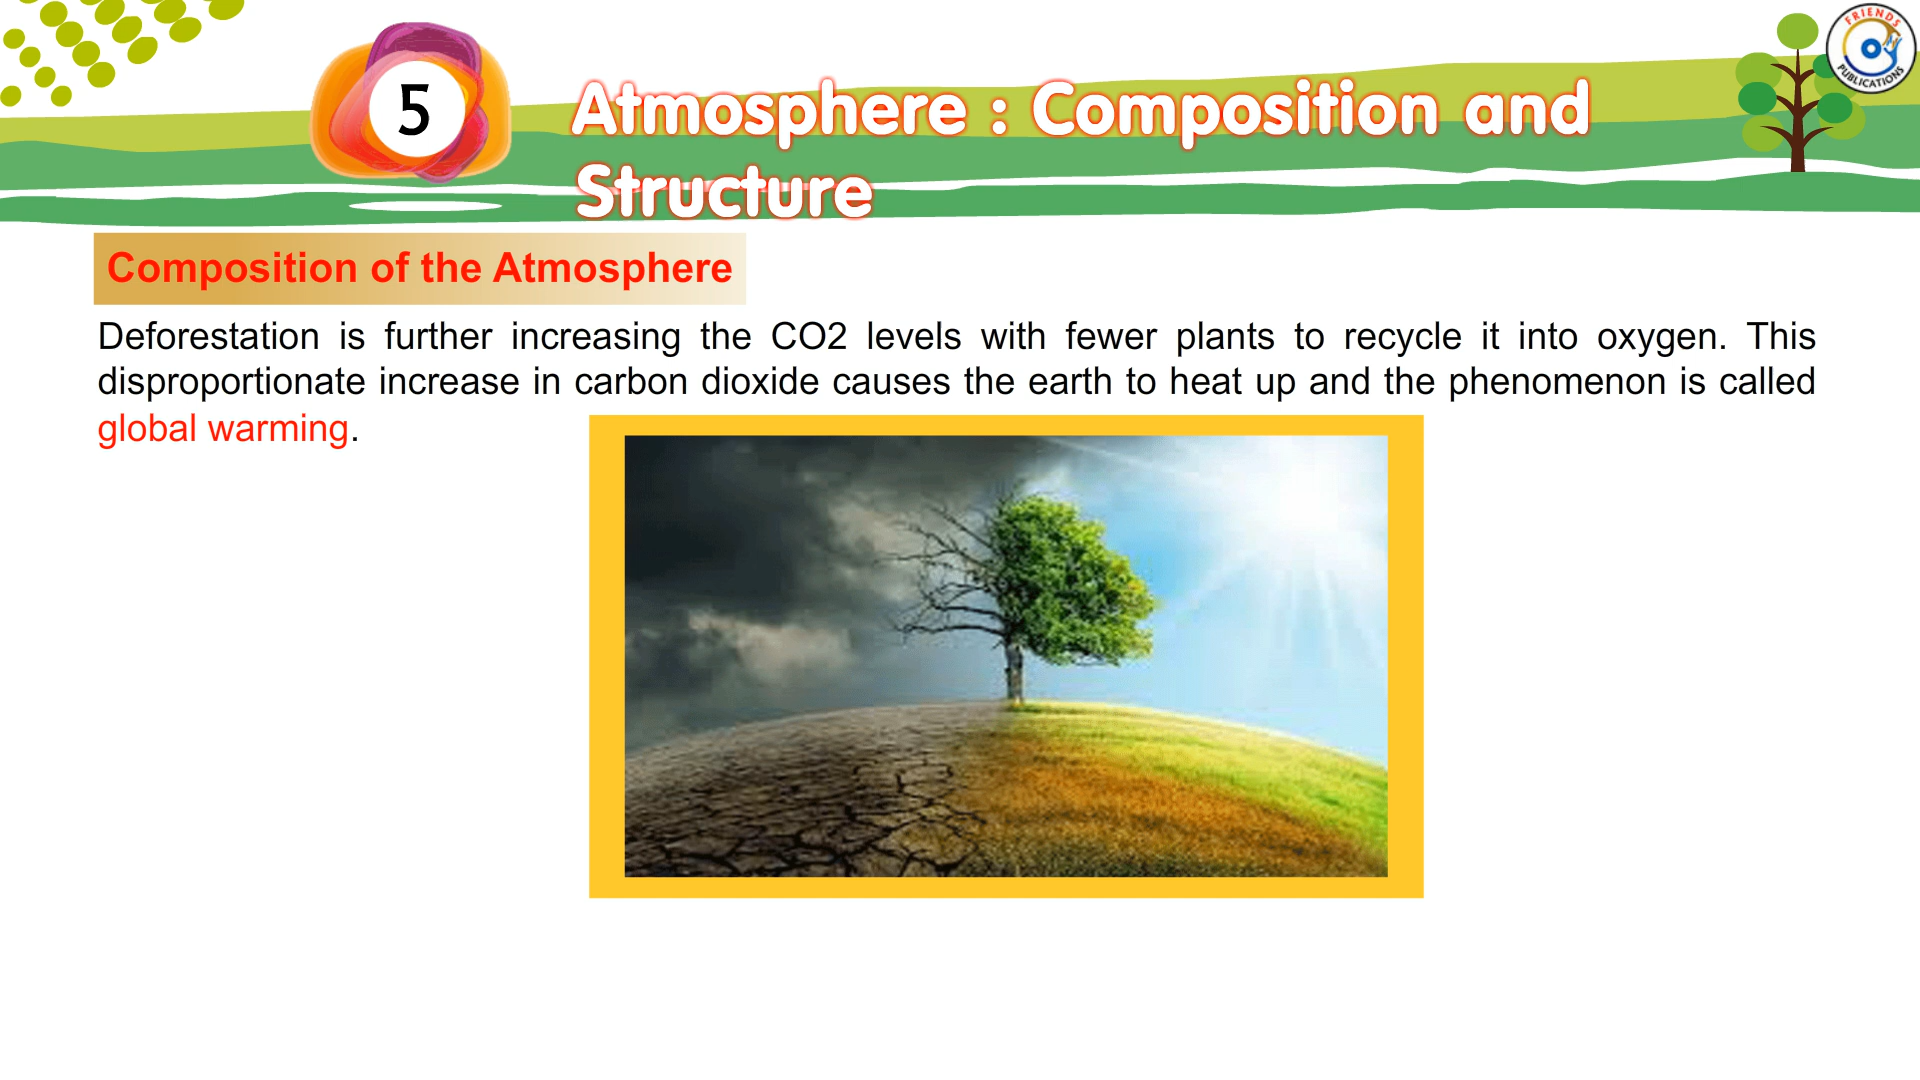 5
Atmosphere : Composition and
Structure
FRIENDS
PUBLICATIONS
Composition of the Atmosphere
Deforestation is further increasing the CO2 levels with fewer plants to recycle it into oxygen. This
disproportionate increase in carbon dioxide causes the earth to heat up and the phenomenon is called
global warming.